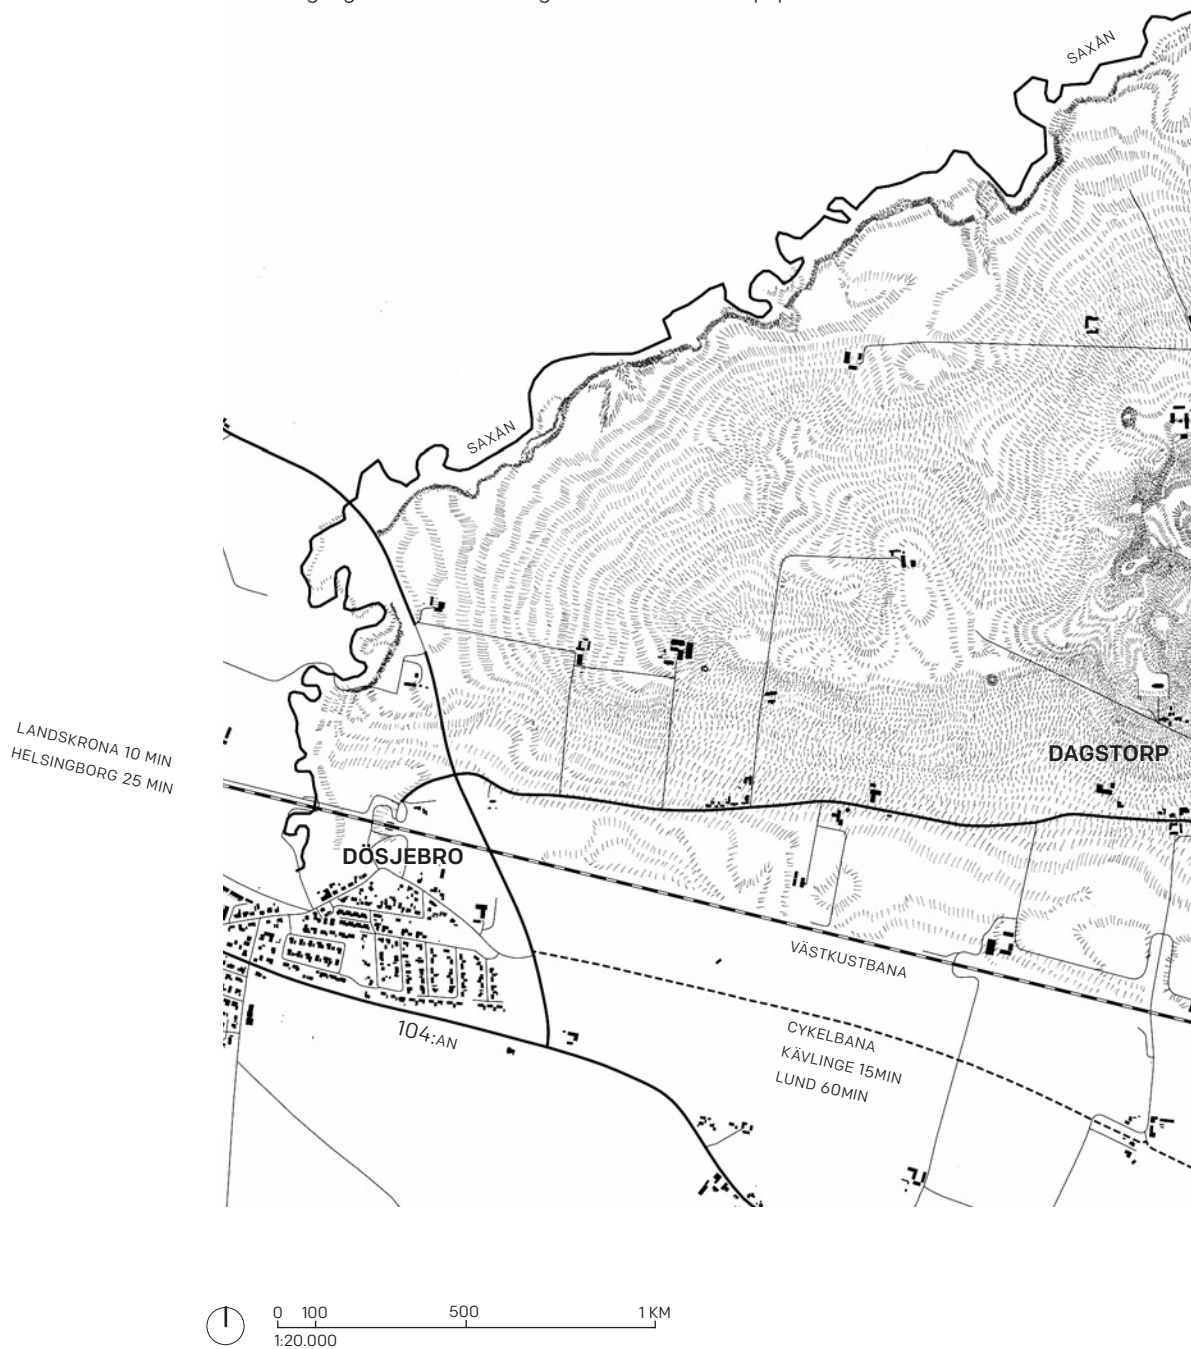 SAXÅN
SAXÅN
LANDSKRONA 10 MIN
HELSINGBORG 25 MIN
DAGSTORP
DÖSJEBRO
VÄSTKUSTBANA
104:AN
CYKELBANA
KÄVLINGE 15MIN
LUND 60MIN
0 100 500 1 KM
1:20.000